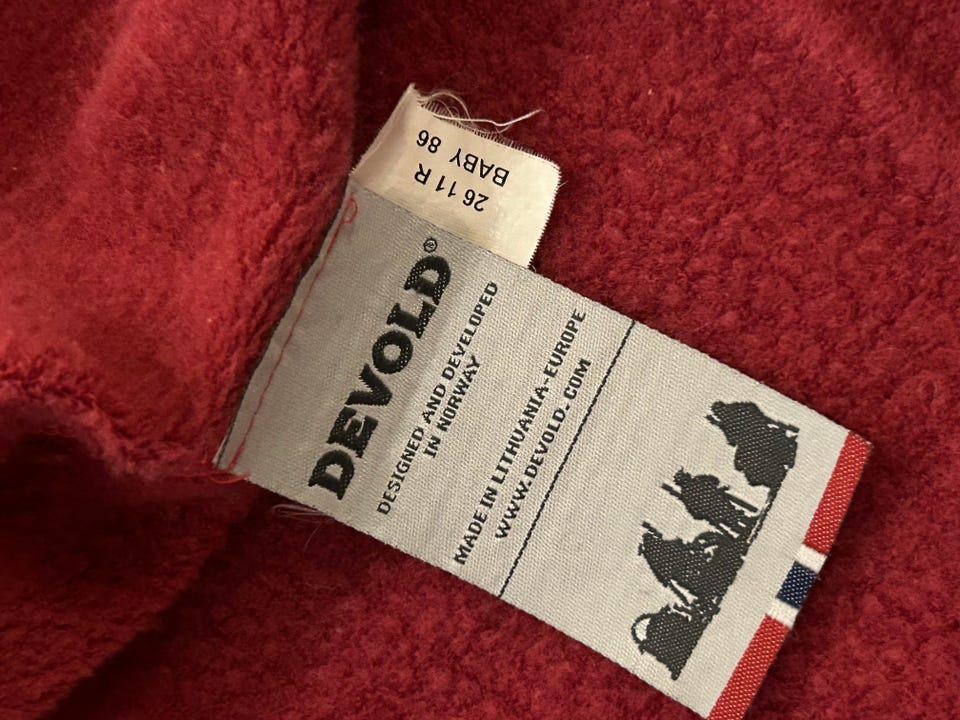 26 11 R
BABY 86
DEVOLD®
DESIGNED AND DEVELOPED
IN NORWAY
MADE IN LITHUANIA-EUROPE
WWW.DEVOLD.COM